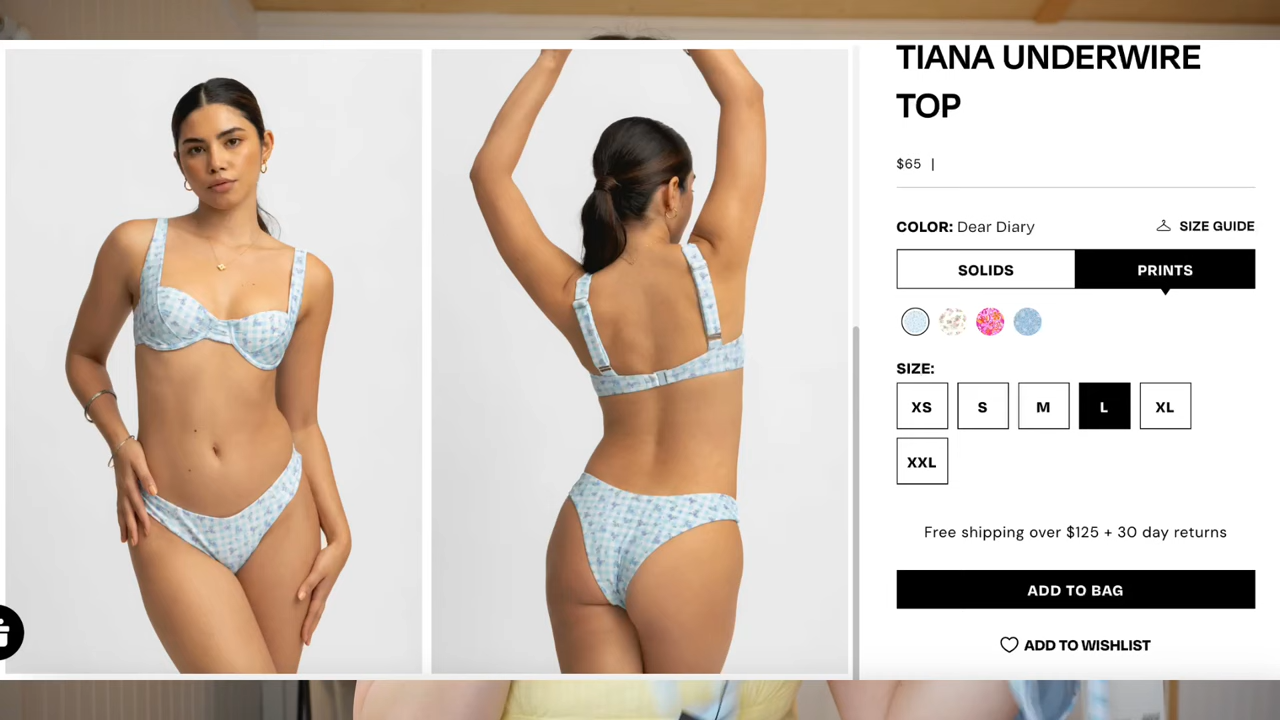 TIANA UNDERWIRE
TOP
$65 |
COLOR: Dear Diary
SIZE GUIDE
SOLIDS
PRINTS
SIZE:
XS
S
M
L
XL
XXL
Free shipping over $125 + 30 day returns
ADD TO BAG
ADD TO WISHLIST